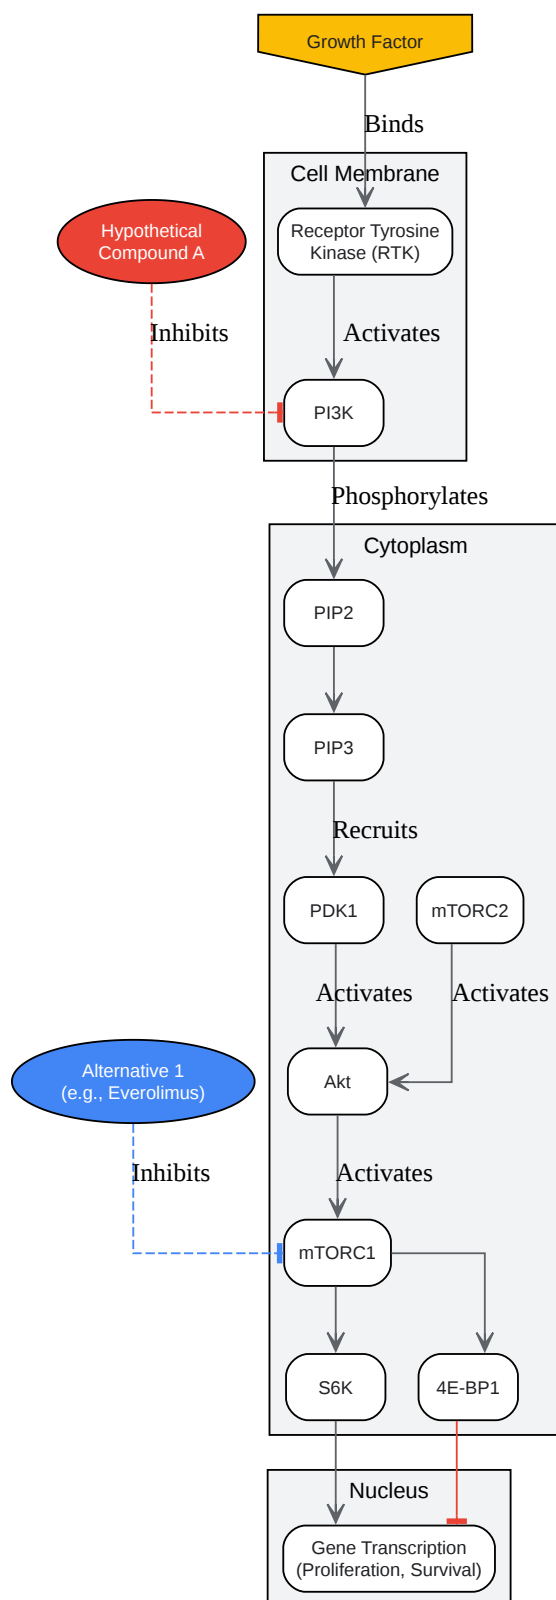 Growth Factor
Binds
Cell Membrane
Hypothetical
Compound A
Receptor Tyrosine
Kinase (RTK)
Inhibits
Activates
PI3K
Phosphorylates
Cytoplasm
PIP2
PIP3
Recruits
PDK1
mTORC2
Activates
Activates
Alternative 1
(e.g., Everolimus)
Akt
Inhibits
Activates
mTORC1
S6K
4E-BP1
Nucleus
Gene Transcription
(Proliferation, Survival)